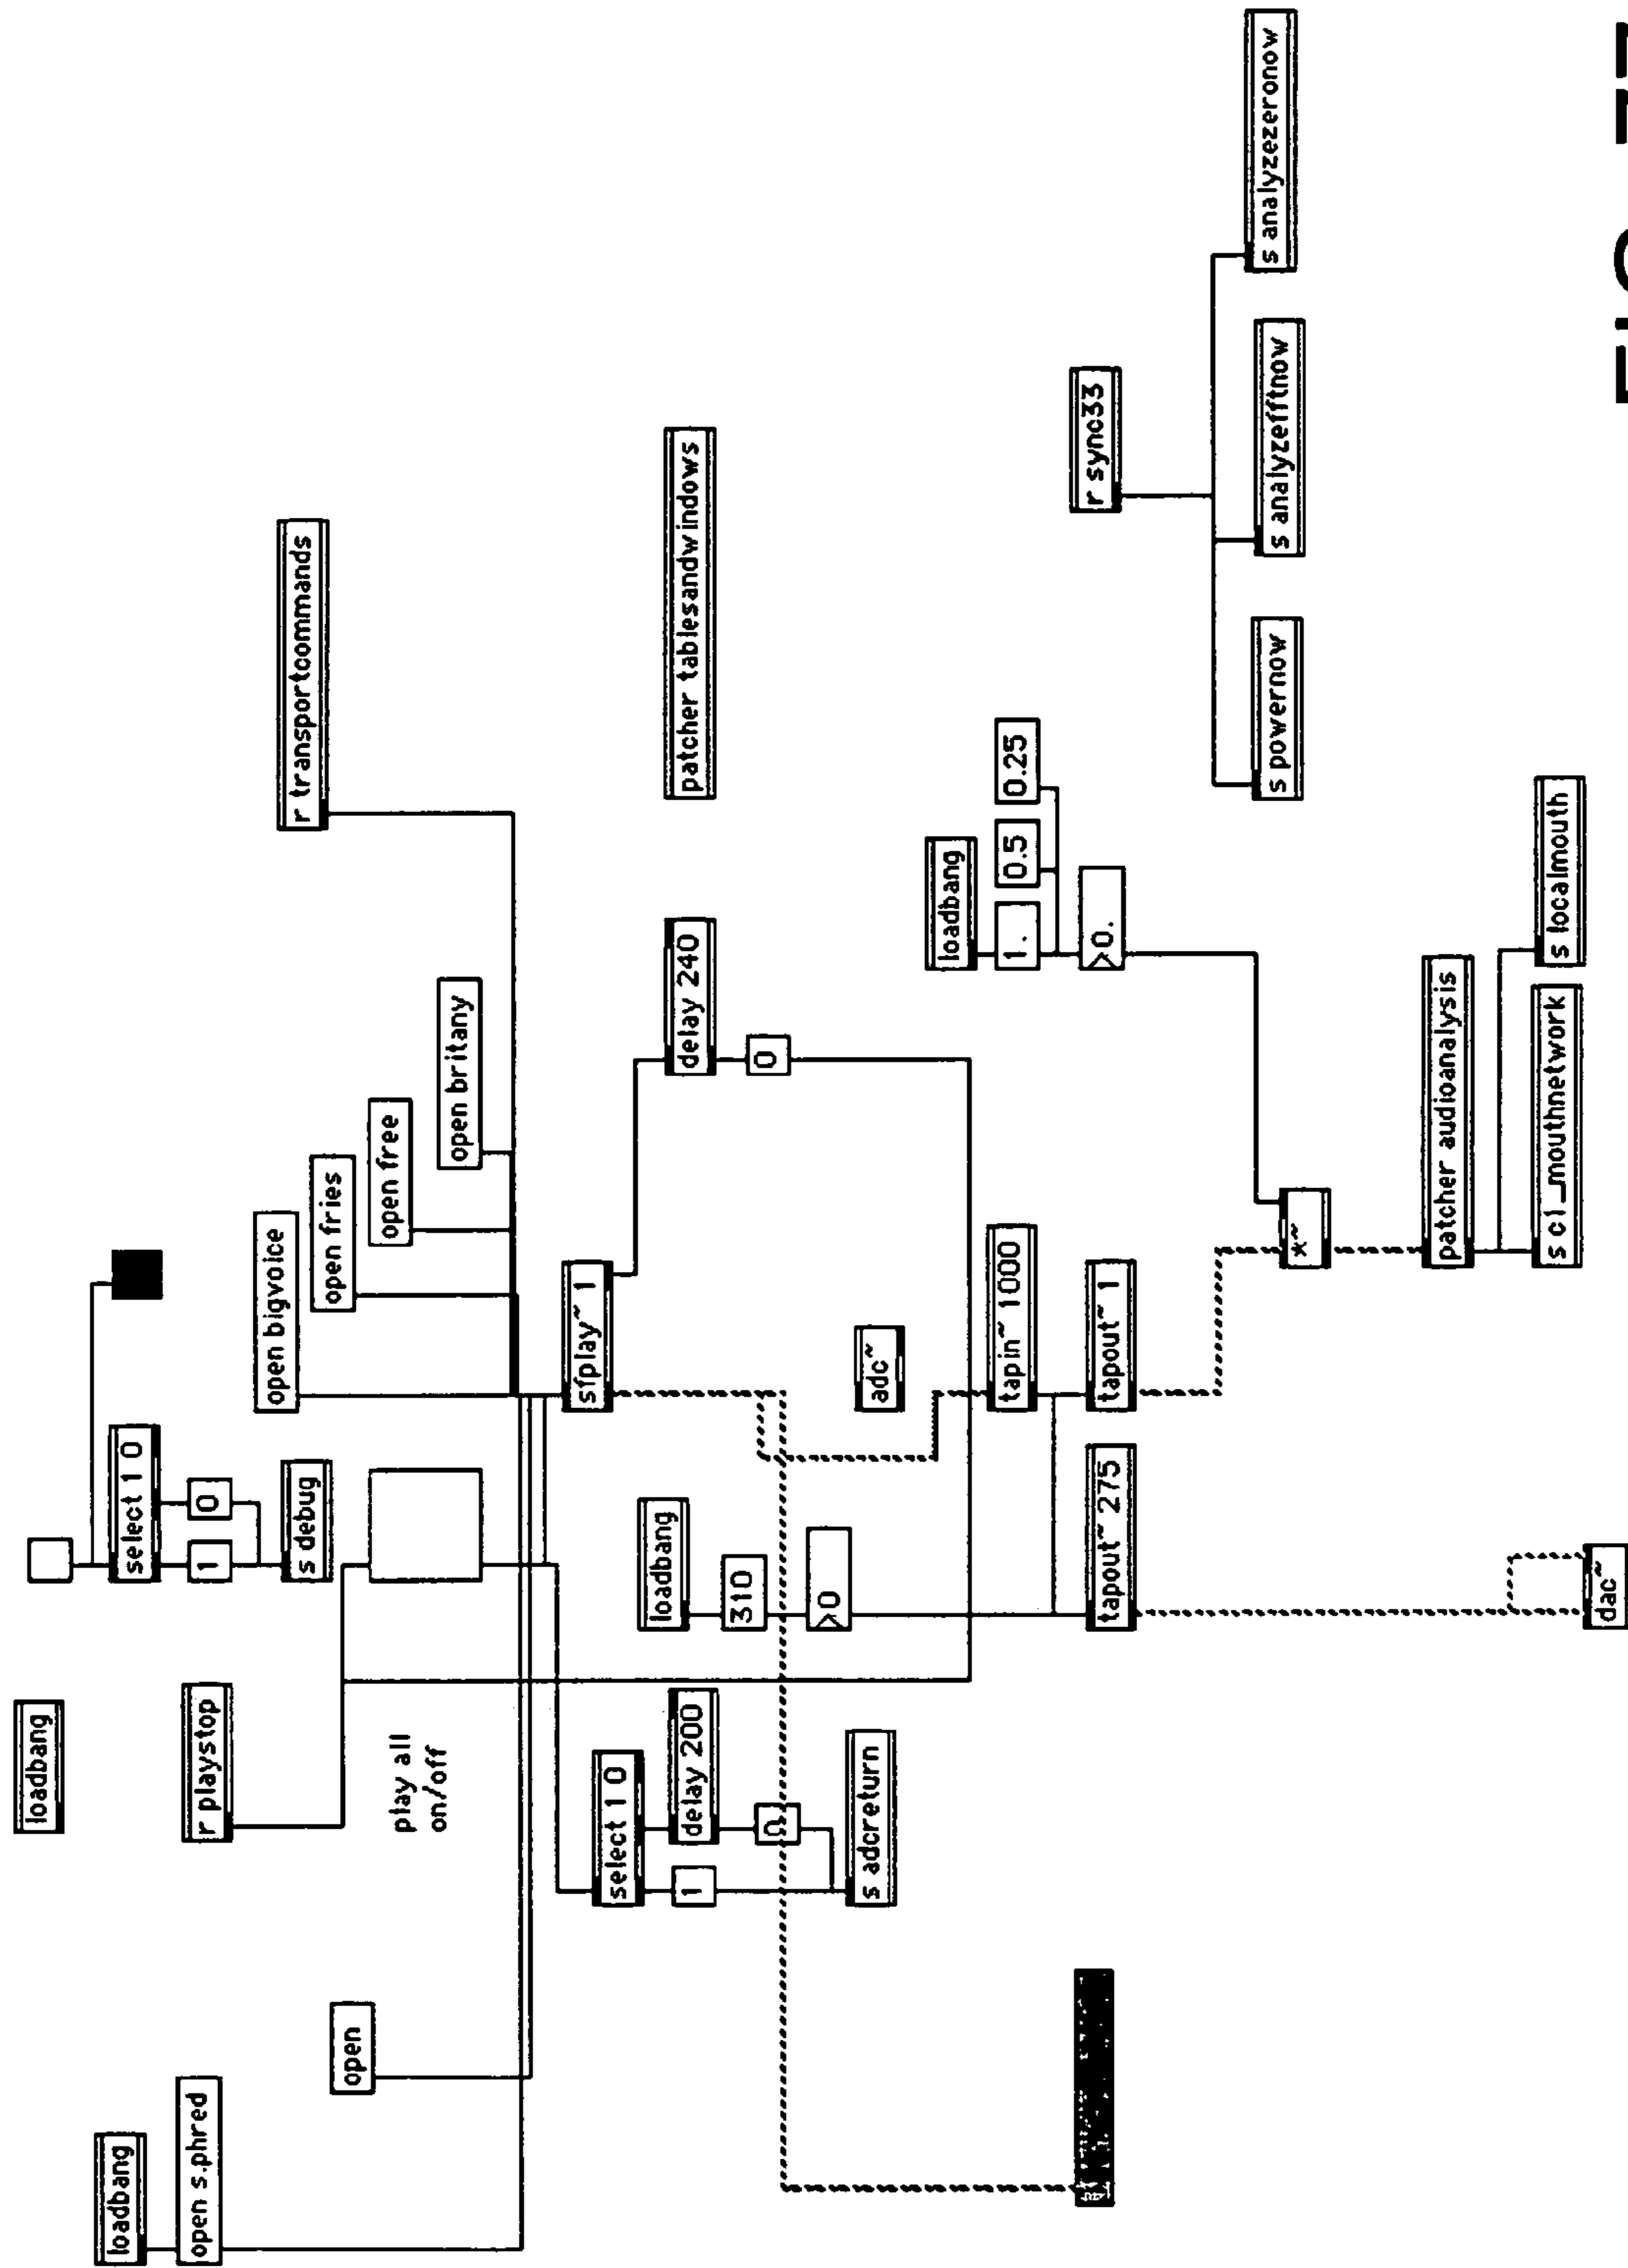 loadbang
select 1 0
1
0
s debug
loadbang
open s.phred
r playstop
open bigvoice
r transportcommands
open fries
open
play all
on/off
open free
open britany
sfplay~ 1
select 1 0
loadbang
delay 240
patcher tablesandwindows
1
delay 200
310
0
>0
s adcreturn
adc~
loadbang
1.
0.5
0.25
tapin~ 1000
r sync33
>0.
tapout~ 275
tapout~ 1
s powernow
s analyzefftnow
s analyzezeronow
*~
patcher audioanalysis
s c1_mouthnetwork
s localmouth
dac~